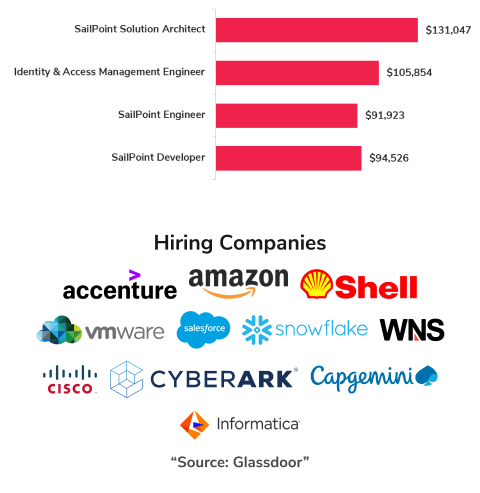 SailPoint Solution Architect $131,047
Identity & Access Management Engineer $105,854
SailPoint Engineer $91,923
SailPoint Developer $94,526
Hiring Companies
accenture amazon Shell
vmware salesforce snowflake WNS
CISCO CYBERARK® Capgemini
Informatica
“Source: Glassdoor”